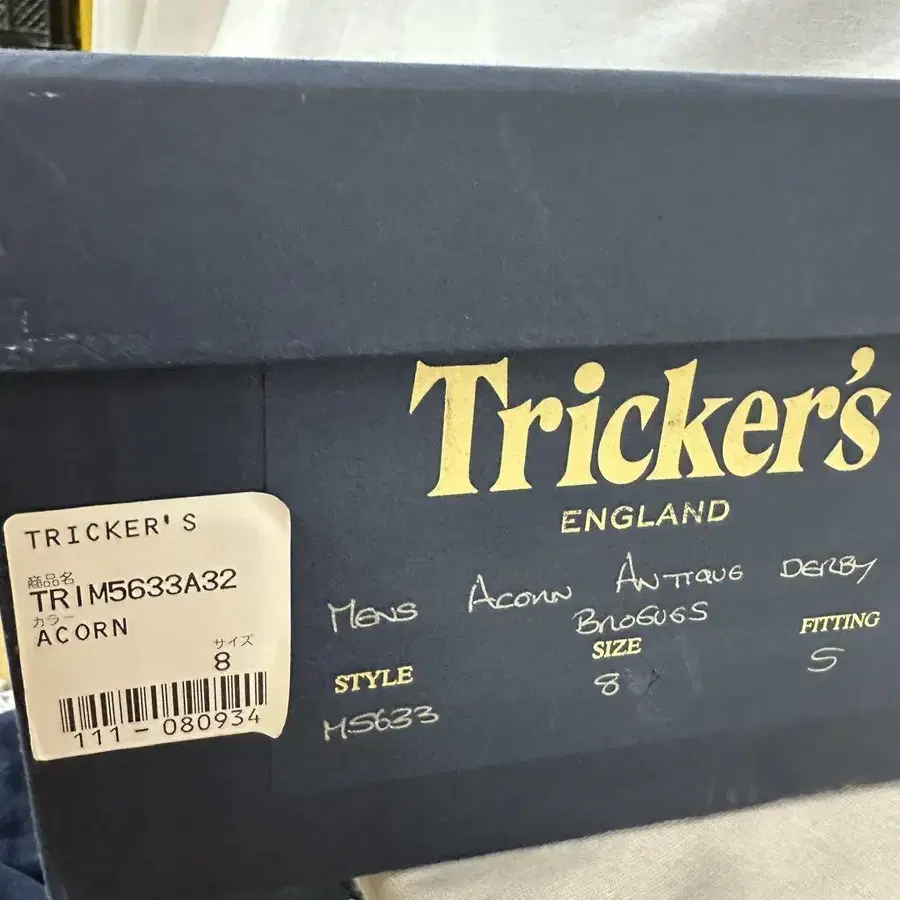 Tricker's
ENGLAND
MENS ACORN ANTIQUE DERBY
BROGUES
STYLE SIZE FITTING
M5633 8 5
TRICKER'S
商品名
TRIM5633A32
カラー
ACORN
サイズ
8
111-080934